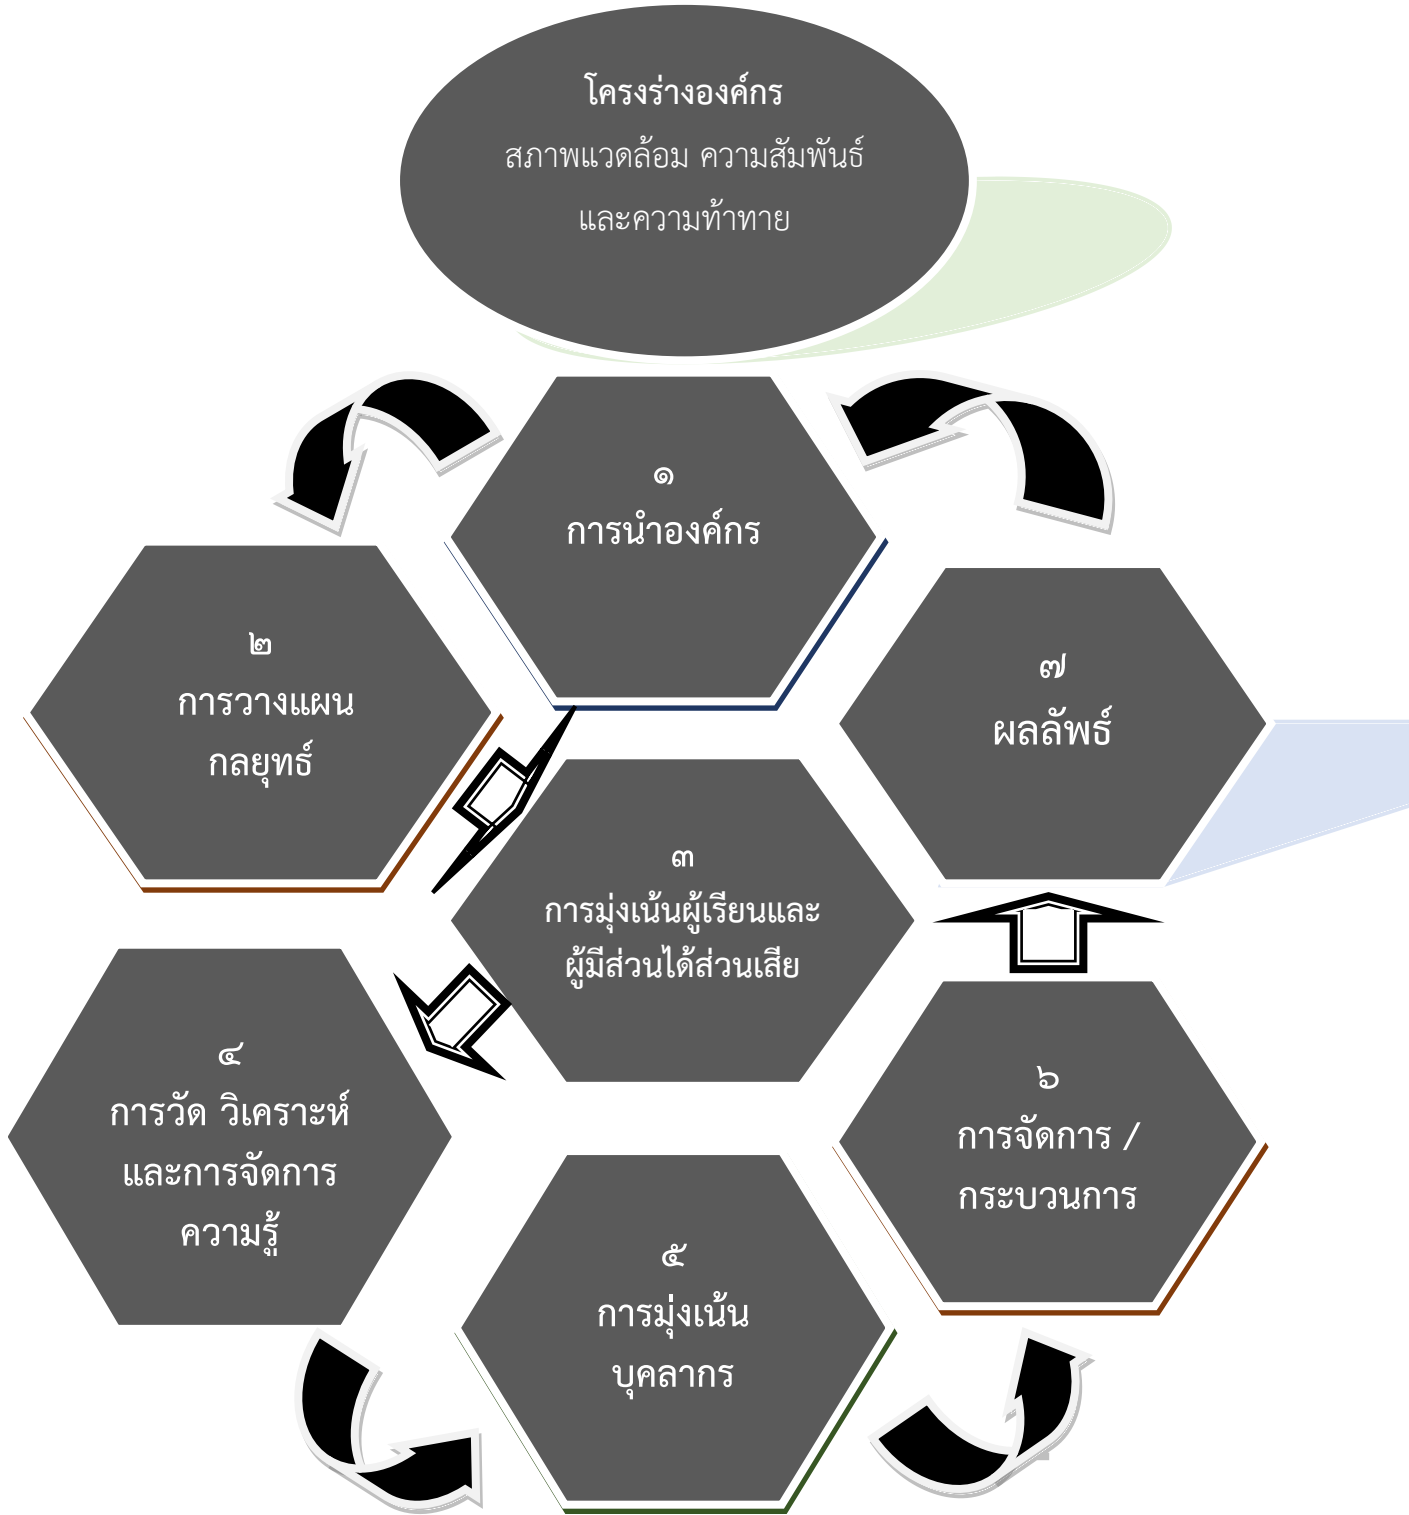 โครงร่างองค์กร
สภาพแวดล้อม ความสัมพันธ์
และความท้าทาย
๑
การนำองค์กร
๒
การวางแผน
กลยุทธ์
๓
การมุ่งเน้นผู้เรียนและ
ผู้มีส่วนได้ส่วนเสีย
๔
การวัด วิเคราะห์
และการจัดการ
ความรู้
๕
การมุ่งเน้น
บุคลากร
๖
การจัดการ /
กระบวนการ
๗
ผลลัพธ์